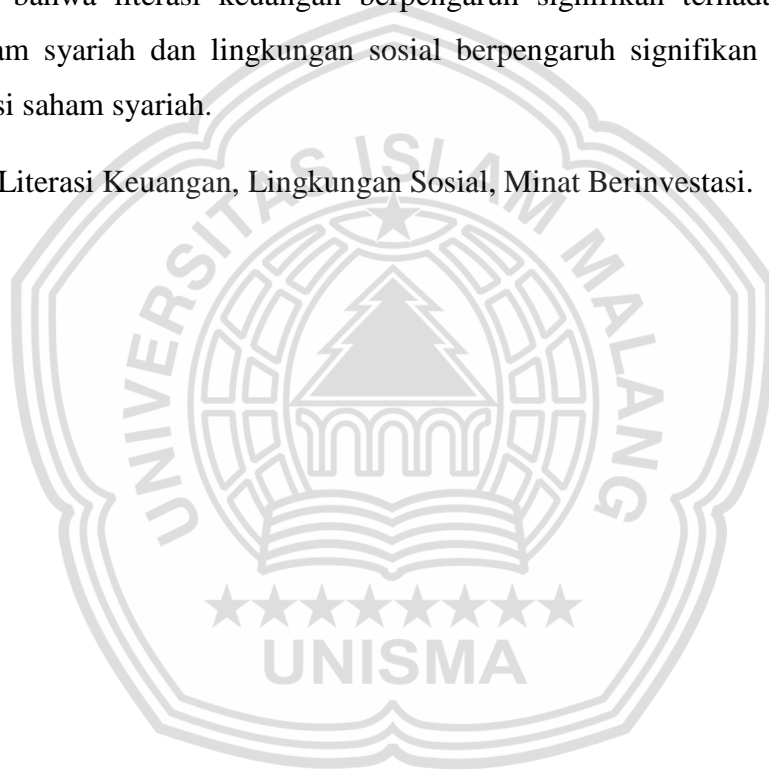 bahwa literasi keuangan berpengaruh signifikan
am syariah dan lingkungan sosial berpengaruh signifikan
si saham syariah.
Literasi Keuangan, Lingkungan Sosial, Minat Berinvestasi.
UNIVERSITAS ISLAM MALANG
UNISMA